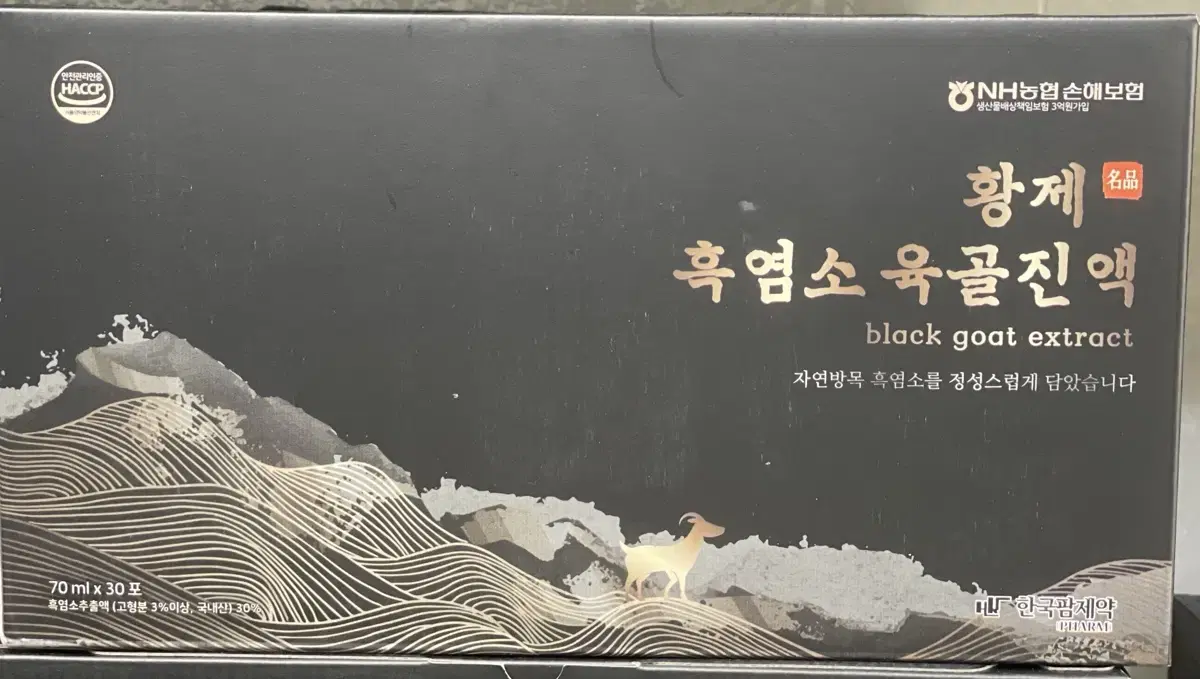 안전관리인증
HACCP
NH농협 손해보험
생산물배상책임보험 3억원가입
황제 名品
흑염소 육골진액
black goat extract
자연방목 흑염소를 정성스럽게 담았습니다
70 ml x 30 포
흑염소추출액 (고형분 3%이상, 국내산) 30%
한국팜제약
PHARM